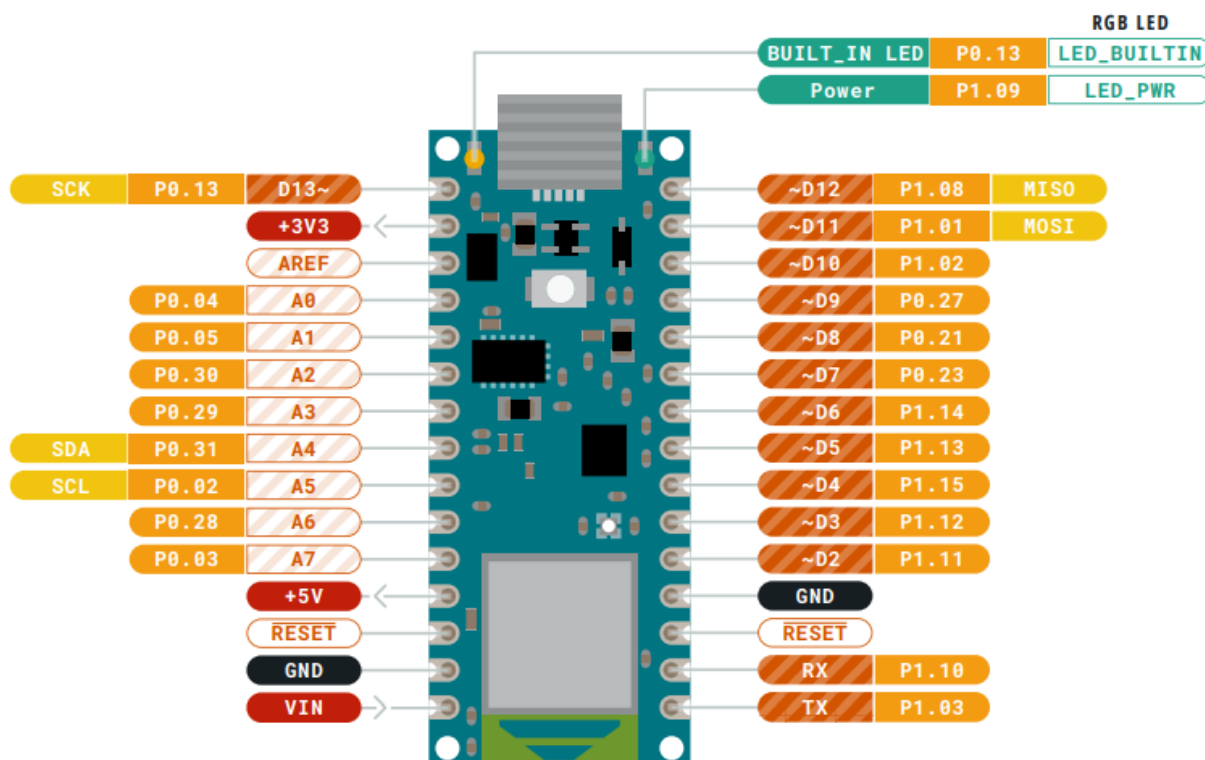 RGB LED
BUILT_IN LED P0.13 LED_BUILTIN
Power P1.09 LED_PWR
SCK P0.13 D13~
+3V3
AREF
P0.04 A0
P0.05 A1
P0.30 A2
P0.29 A3
SDA P0.31 A4
SCL P0.02 A5
P0.28 A6
P0.03 A7
+5V
RESET
GND
VIN
~D12 P1.08 MISO
~D11 P1.01 MOSI
~D10 P1.02
~D9 P0.27
~D8 P0.21
~D7 P0.23
~D6 P1.14
~D5 P1.13
~D4 P1.15
~D3 P1.12
~D2 P1.11
GND
RESET
RX P1.10
TX P1.03